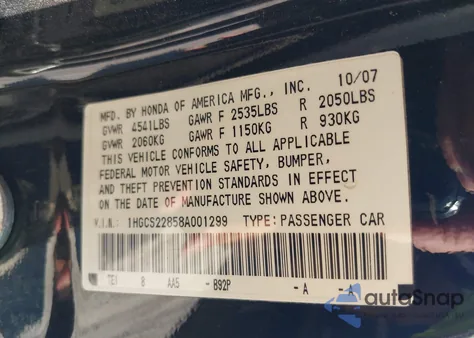 MFD. BY HONDA OF AMERICA MFG., INC. 10/07
GVWR 4541LBS GAWR F 2535LBS R 2050LBS
GVWR 2060KG GAWR F 1150KG R 930KG
THIS VEHICLE CONFORMS TO ALL APPLICABLE
FEDERAL MOTOR VEHICLE SAFETY, BUMPER,
AND THEFT PREVENTION STANDARDS IN EFFECT
ON THE DATE OF MANUFACTURE SHOWN ABOVE.
V.I.N.: 1HGCS22858A001299 TYPE: PASSENGER CAR
TE1 B AA5 - B92P - A - A
autoSnap